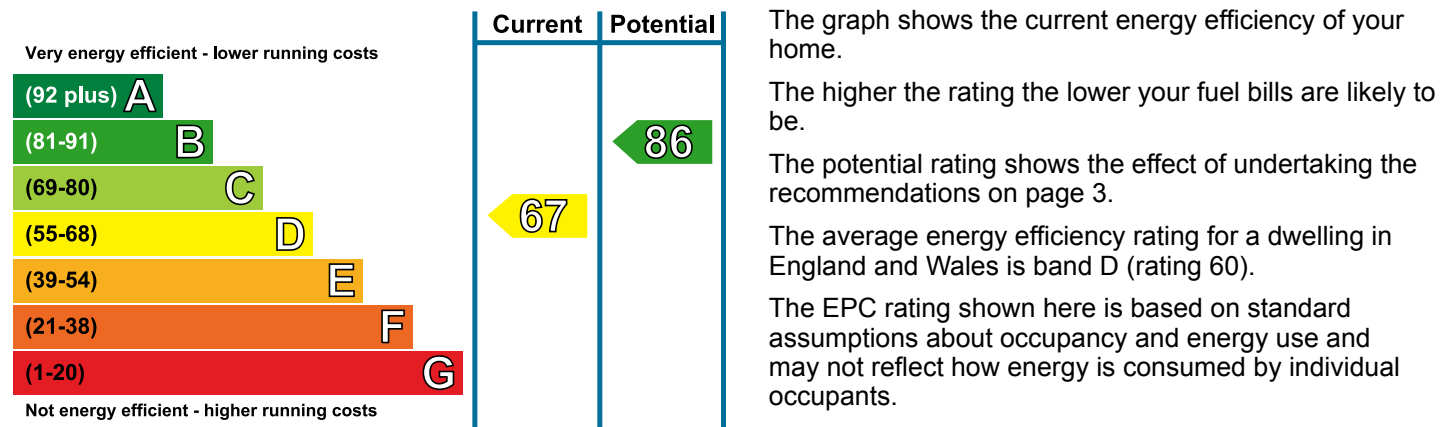 Current Potential
Very energy efficient - lower running costs
(92 plus) A
(81-91) B
86
(69-80) C
67
(55-68) D
(39-54) E
(21-38) F
(1-20) G
Not energy efficient - higher running costs
The graph shows the current energy efficiency of your
home.
The higher the rating the lower your fuel bills are likely to
be.
The potential rating shows the effect of undertaking the
recommendations on page 3.
The average energy efficiency rating for a dwelling in
England and Wales is band D (rating 60).
The EPC rating shown here is based on standard
assumptions about occupancy and energy use and
may not reflect how energy is consumed by individual
occupants.